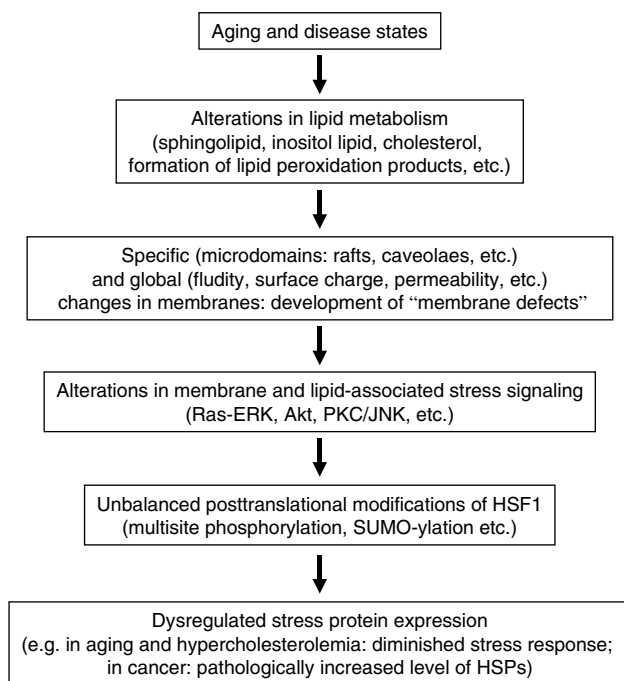 Aging and disease states
Alterations in lipid metabolism
(sphingolipid, inositol lipid, cholesterol,
formation of lipid peroxidation products, etc.)
Specific (microdomains: rafts, caveolaes, etc.)
and global (fludity, surface charge, permeability, etc.)
changes in membranes: development of “membrane defects”
Alterations in membrane and lipid-associated stress signaling
(Ras-ERK, Akt, PKC/JNK, etc.)
Unbalanced posttranslational modifications of HSF1
(multisite phosphorylation, SUMO-ylation etc.)
Dysregulated stress protein expression
(e.g. in aging and hypercholesterolemia: diminished stress response;
in cancer: pathologically increased level of HSPs)